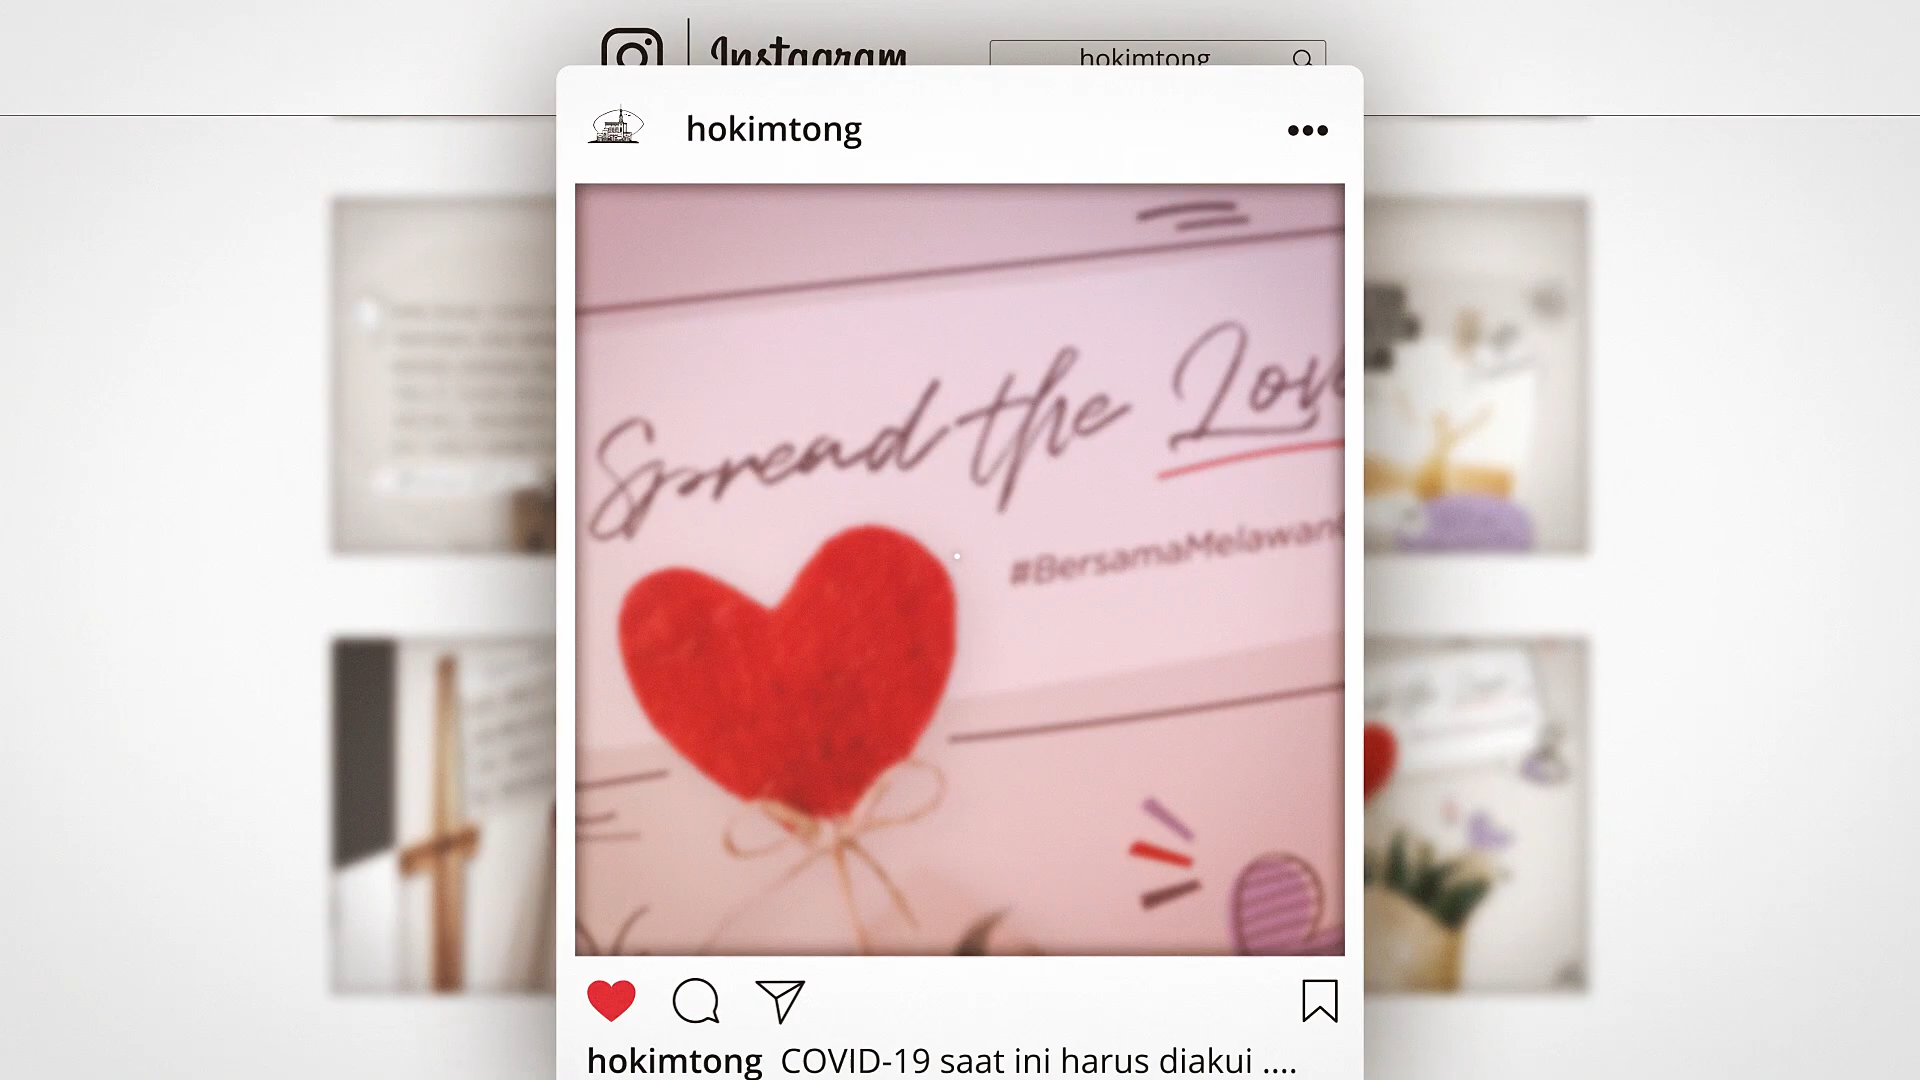 Instagram
hokimtong
hokimtong
Spread the Lov
#BersamaMelawan
hokimtong COVID-19 saat ini harus diakui ....